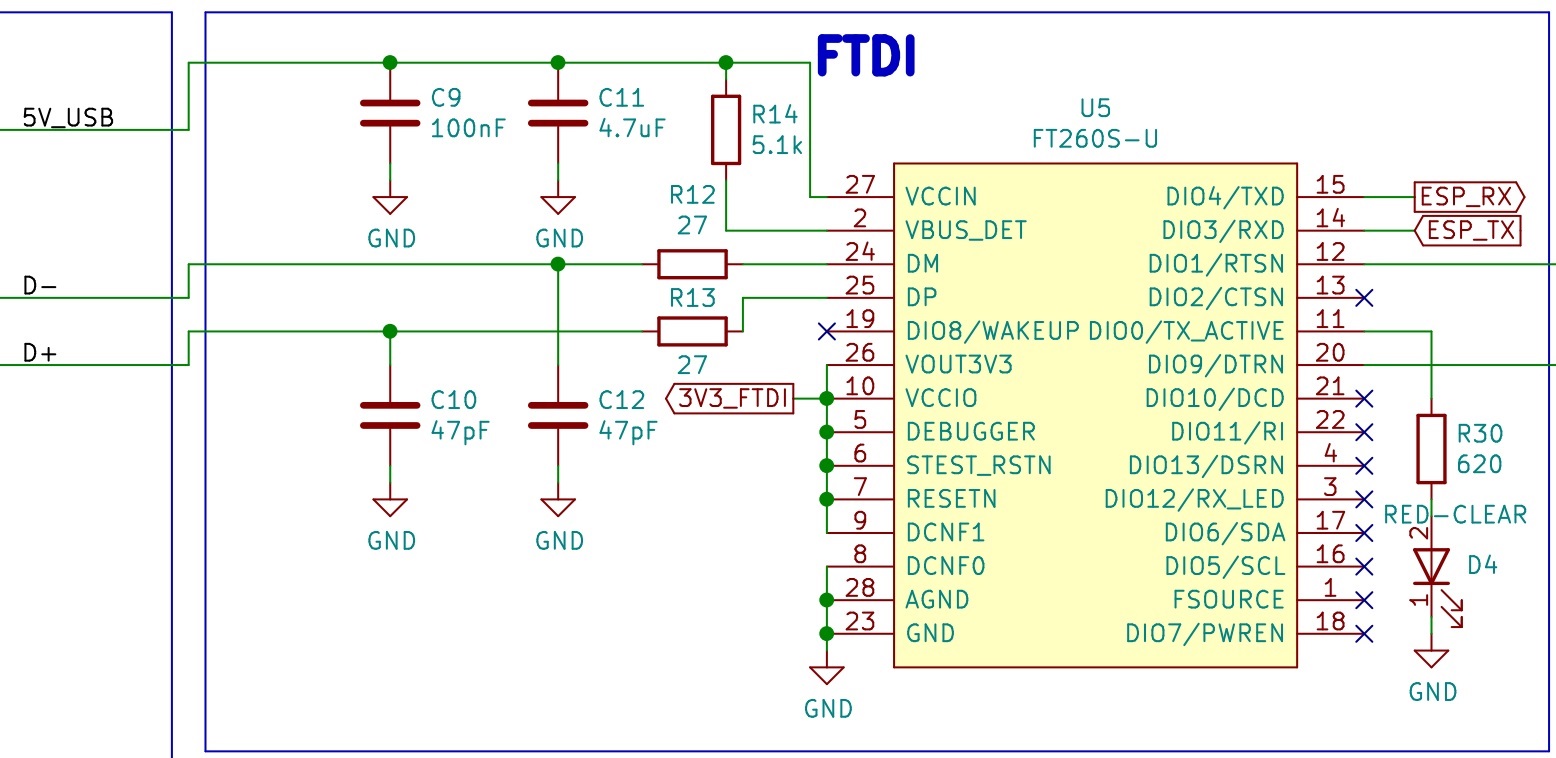 FTDI
5V_USB
C9
100nF
GND
C11
4.7uF
GND
R14
5.1k
R12
27
D-
R13
27
D+
C10
47pF
GND
C12
47pF
GND
3V3_FTDI
U5
FT260S-U
27 VCCIN
2 VBUS_DET
24 DM
25 DP
19 DIO8/WAKEUP
26 VOUT3V3
10 VCCIO
5 DEBUGGER
6 STEST_RSTN
7 RESETN
9 DCNF1
8 DCNF0
28 AGND
23 GND
GND
DIO4/TXD 15 ESP_RX
DIO3/RXD 14 ESP_TX
DIO1/RTSN 12
DIO2/CTSN 13
DIO0/TX_ACTIVE 11
DIO9/DTRN 20
DIO10/DCD 21
DIO11/RI 22
DIO13/DSRN 4
DIO12/RX_LED 3
DIO6/SDA 17
DIO5/SCL 16
FSOURCE 1
DIO7/PWREN 18
R30
620
RED-CLEAR
2
D4
1
GND